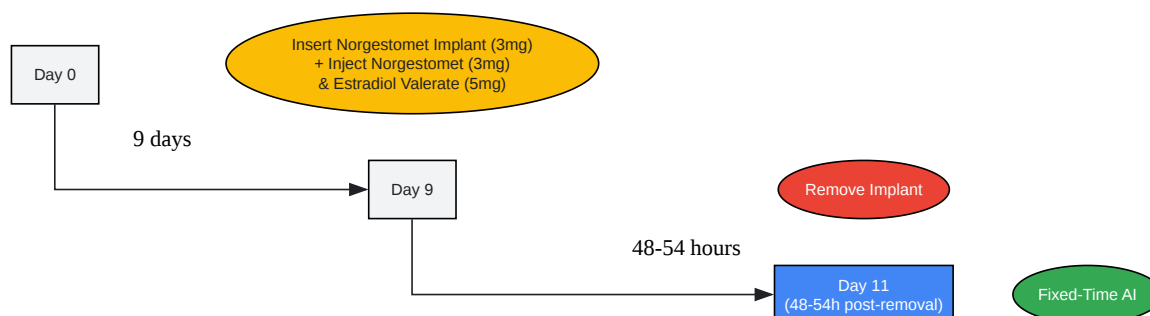 Day 0
Insert Norgestomet Implant (3mg)
+ Inject Norgestomet (3mg)
& Estradiol Valerate (5mg)
9 days
Day 9
Remove Implant
48-54 hours
Day 11
(48-54h post-removal)
Fixed-Time AI